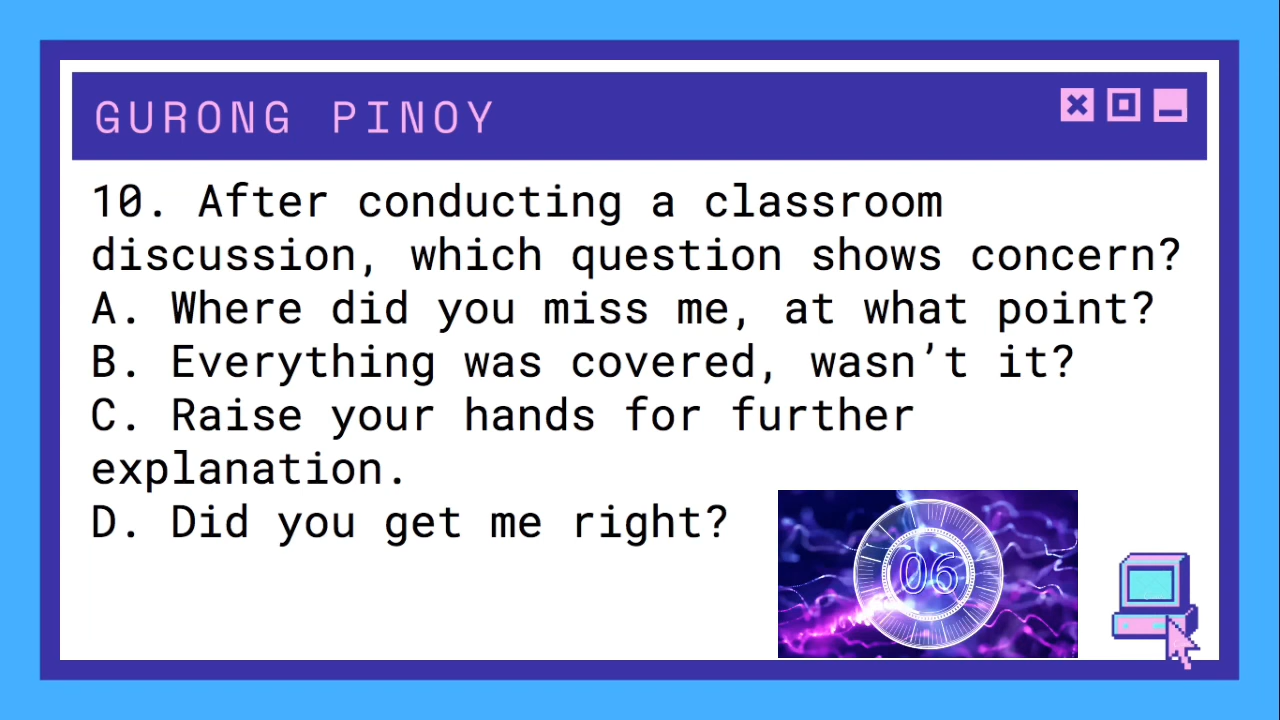 GURONG PINOY
10. After conducting a classroom
discussion, which question shows concern?
A. Where did you miss me, at what point?
B. Everything was covered, wasn’t it?
C. Raise your hands for further
explanation.
D. Did you get me right?
06